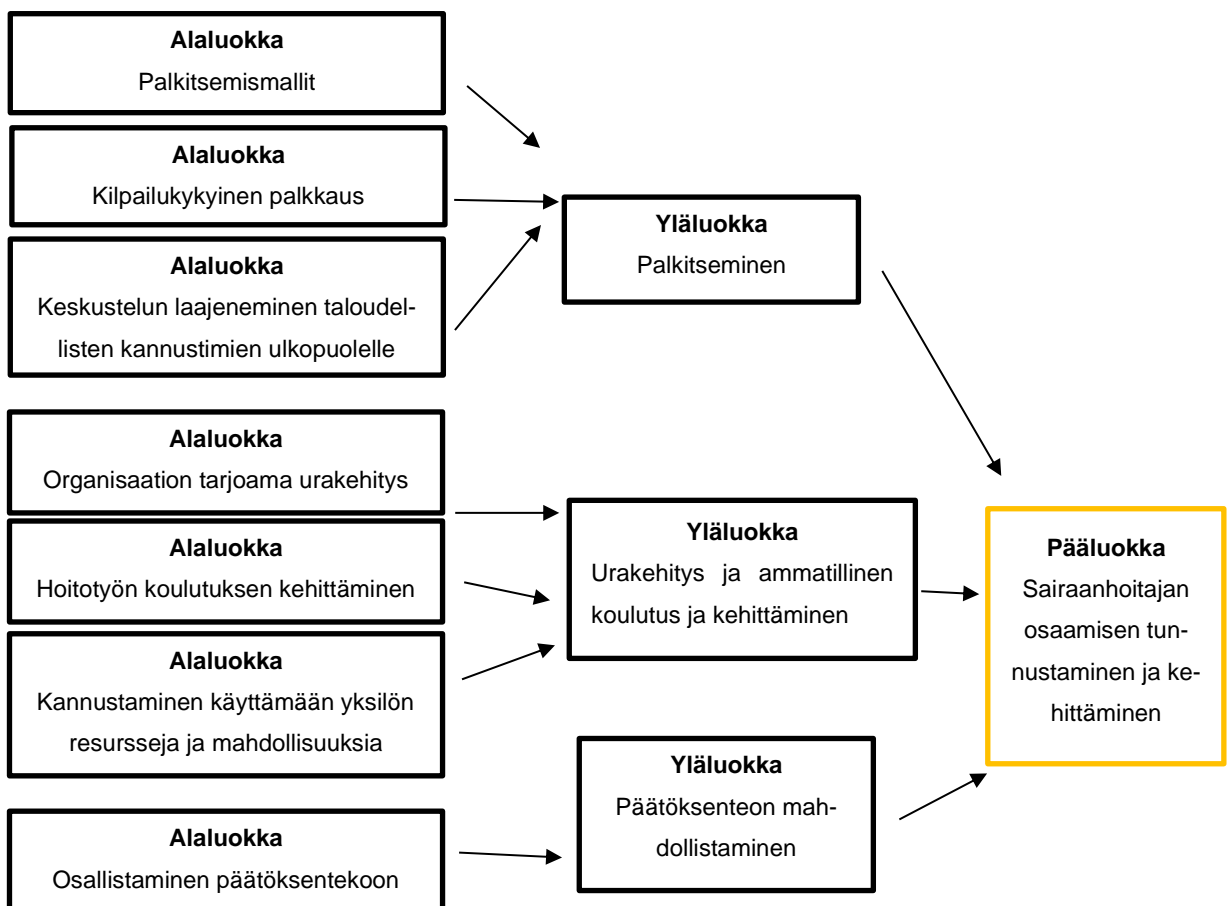 Alaluokka
Palkitsemismallit
Alaluokka
Kilpailukykyinen palkkaus
Alaluokka
Keskustelun laajeneminen taloudel-
listen kannustimien ulkopuolelle
Yläluokka
Palkitseminen
Alaluokka
Organisaation tarjoama urakehitys
Alaluokka
Hoitotyön koulutuksen kehittäminen
Alaluokka
Kannustaminen käyttämään yksilön
resursseja ja mahdollisuuksia
Yläluokka
Urakehitys ja ammatillinen
koulutus ja kehittäminen
Alaluokka
Osallistaminen päätöksentekoon
Yläluokka
Päätöksenteon mah-
dollistaminen
Pääluokka
Sairaanhoitajan
osaamisen tun-
nustaminen ja ke-
hittäminen